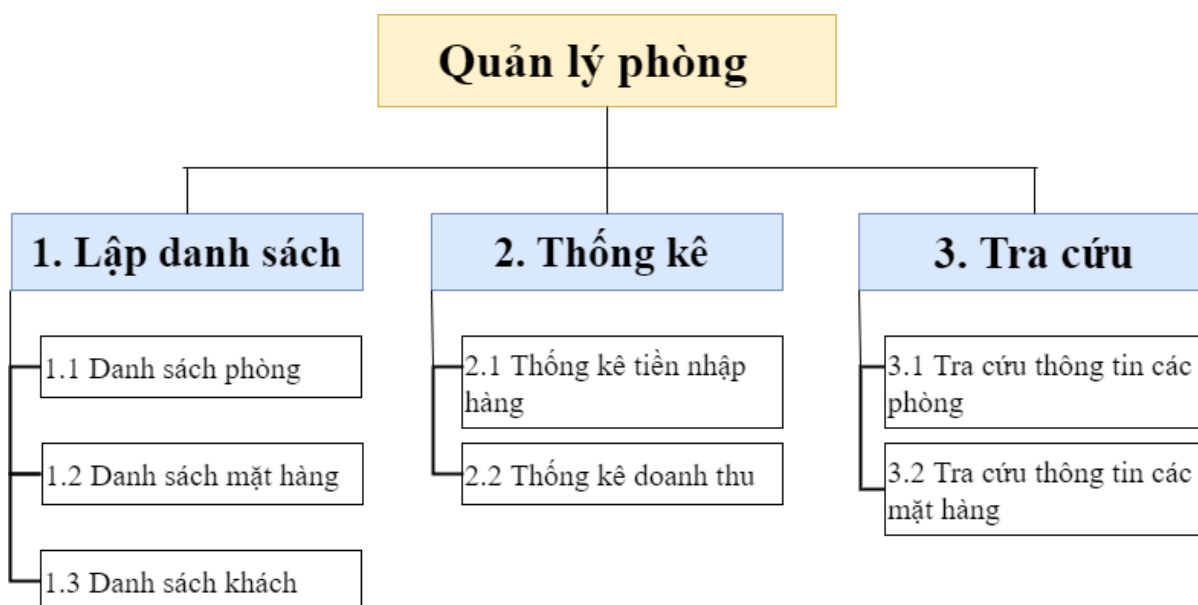 Quản lý phòng
1. Lập danh sách
2. Thống kê
3. Tra cứu
1.1 Danh sách phòng
1.2 Danh sách mặt hàng
1.3 Danh sách khách
2.1 Thống kê tiền nhập
hàng
2.2 Thống kê doanh thu
3.1 Tra cứu thông tin các
phòng
3.2 Tra cứu thông tin các
mặt hàng